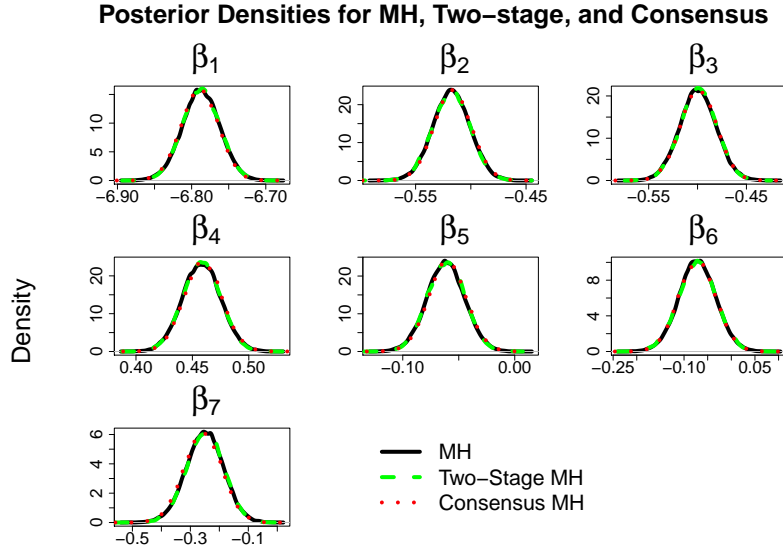 Posterior Densities for MH, Two−stage, and Consensus
β1 β2 β3
0 5 10
−6.90 −6.80 −6.70
0 10 20
−0.55 −0.45
0 10 20
−0.55 −0.45
β4 β5 β6
0 10 20
0.40 0.50
0 10 20
−0.10 0.00
0 4 8
−0.25 −0.10 0.05
Density
β7
0 2 4 6
−0.5 −0.3 −0.1
MH
Two−Stage MH
Consensus MH